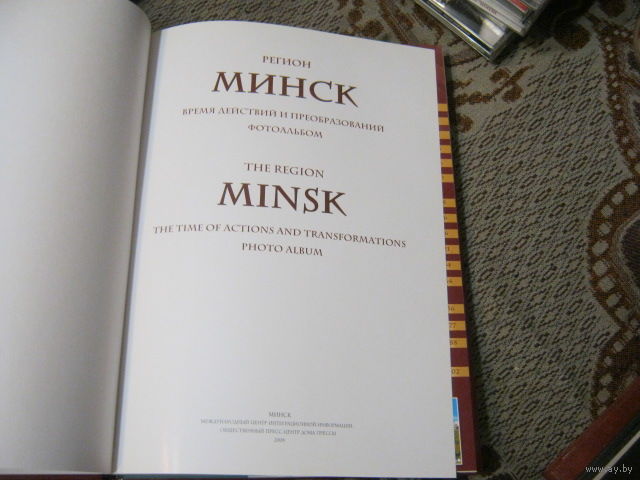 РЕГИОН
МИНСК
ВРЕМЯ ДЕЙСТВИЙ И ПРЕОБРАЗОВАНИЙ
ФОТОАЛЬБОМ
THE REGION
MINSK
THE TIME OF ACTIONS AND TRANSFORMATIONS
PHOTO ALBUM
МИНСК
МЕЖДУНАРОДНЫЙ ЦЕНТР ИНТЕГРАЦИОННОЙ ИНФОРМАЦИИ
ОБЩЕСТВЕННЫЙ ПРЕСС-ЦЕНТР ДОМА ПРЕССЫ
www.ay.by